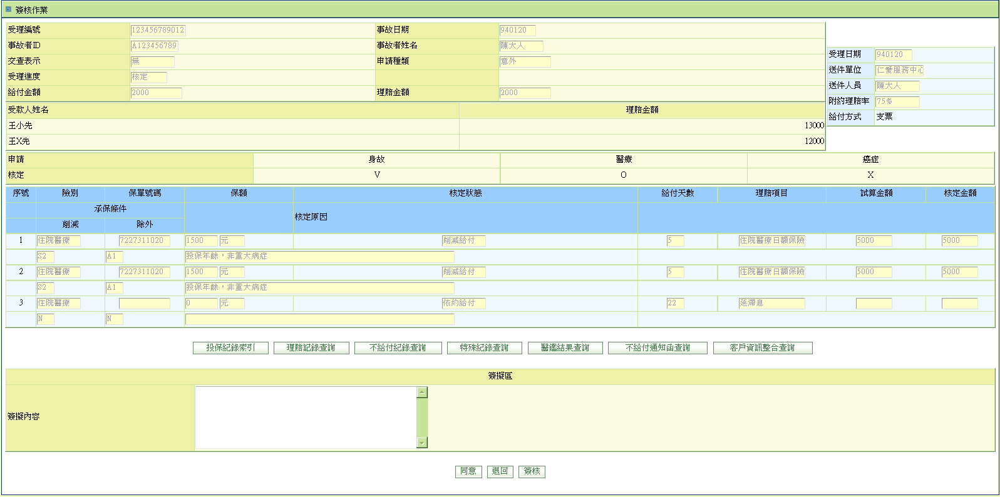 簽核作業
受理編號 123456789012 事故日期 940120
事故者ID A123456789 事故者姓名 陳大人
交查表示 無 申請種類 意外
受理進度 核定
給付金額 2000 理賠金額 2000
受理日期 940120
送件單位 仁愛服務中心
送件人員 陳大人
附約理賠率 75%
給付方式 支票
受款人姓名 理賠金額
王小先 13000
王X先 12000
申請 身故 醫療 癌症
核定 V O X
序號 險別 保單號碼 保額 核定狀態 給付天數 理賠項目 試算金額 核定金額
承保條件 核定原因
削減 除外
1 住院醫療 7227311020 1500 元 削減給付 5 住院醫療日額保險 5000 5000
S2 A1 投保年餘，非重大病症
2 住院醫療 7227311020 1500 元 削減給付 5 住院醫療日額保險 5000 5000
S2 A1 投保年餘，非重大病症
3 住院醫療 0 元 依約給付 22 延滯息
N N
投保紀錄索引 理賠記錄查詢 不給付紀錄查詢 特殊紀錄查詢 醫鑑結果查詢 不給付通知函查詢 客戶資訊整合查詢
簽擬區
簽擬內容
同意 退回 簽核